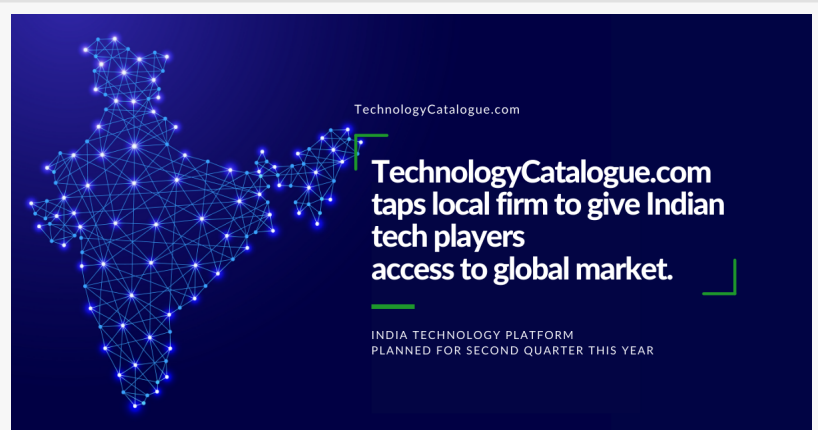 TechnologyCatalogue.com
TechnologyCatalogue.com
taps local firm to give Indian
tech players
access to global market.
INDIA TECHNOLOGY PLATFORM
PLANNED FOR SECOND QUARTER THIS YEAR